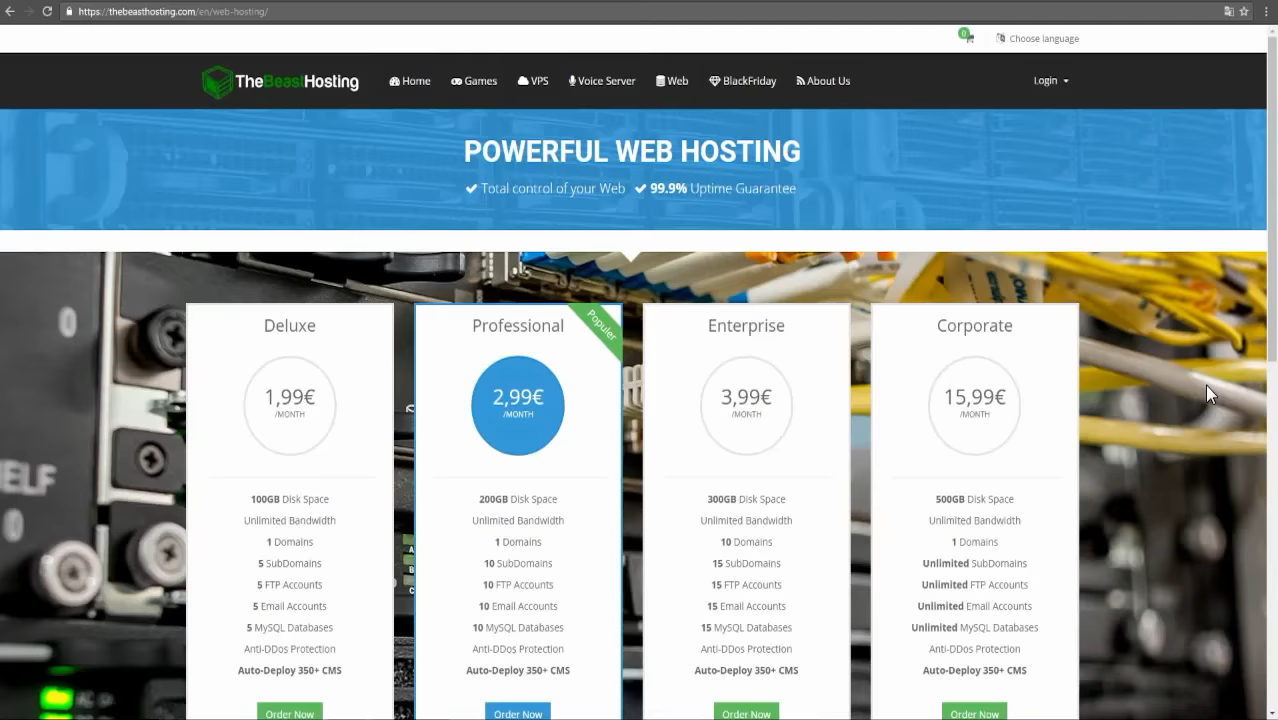 https://thebeasthosting.com/en/web-hosting/
0
Choose language
TheBeastHosting
Home
Games
VPS
Voice Server
Web
BlackFriday
About Us
Login
POWERFUL WEB HOSTING
Total control of your Web
99.9% Uptime Guarantee
Deluxe
1,99€
/MONTH
100GB Disk Space
Unlimited Bandwidth
1 Domains
5 SubDomains
5 FTP Accounts
5 Email Accounts
5 MySQL Databases
Anti-DDos Protection
Auto-Deploy 350+ CMS
Order Now
Professional
Populer
2,99€
/MONTH
200GB Disk Space
Unlimited Bandwidth
1 Domains
10 SubDomains
10 FTP Accounts
10 Email Accounts
10 MySQL Databases
Anti-DDos Protection
Auto-Deploy 350+ CMS
Order Now
Enterprise
3,99€
/MONTH
300GB Disk Space
Unlimited Bandwidth
10 Domains
15 SubDomains
15 FTP Accounts
15 Email Accounts
15 MySQL Databases
Anti-DDos Protection
Auto-Deploy 350+ CMS
Order Now
Corporate
15,99€
/MONTH
500GB Disk Space
Unlimited Bandwidth
1 Domains
Unlimited SubDomains
Unlimited FTP Accounts
Unlimited Email Accounts
Unlimited MySQL Databases
Anti-DDos Protection
Auto-Deploy 350+ CMS
Order Now
0
ELF
0